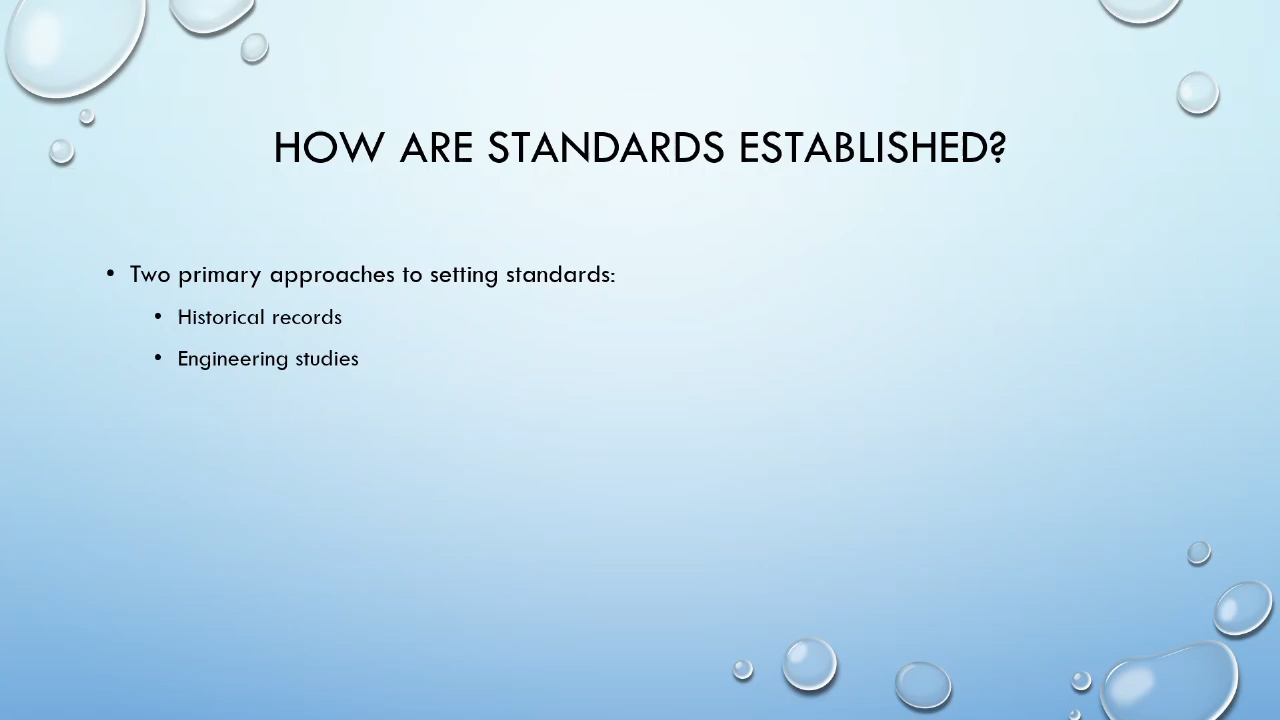 HOW ARE STANDARDS ESTABLISHED?
• Two primary approaches to setting standards:
• Historical records
• Engineering studies